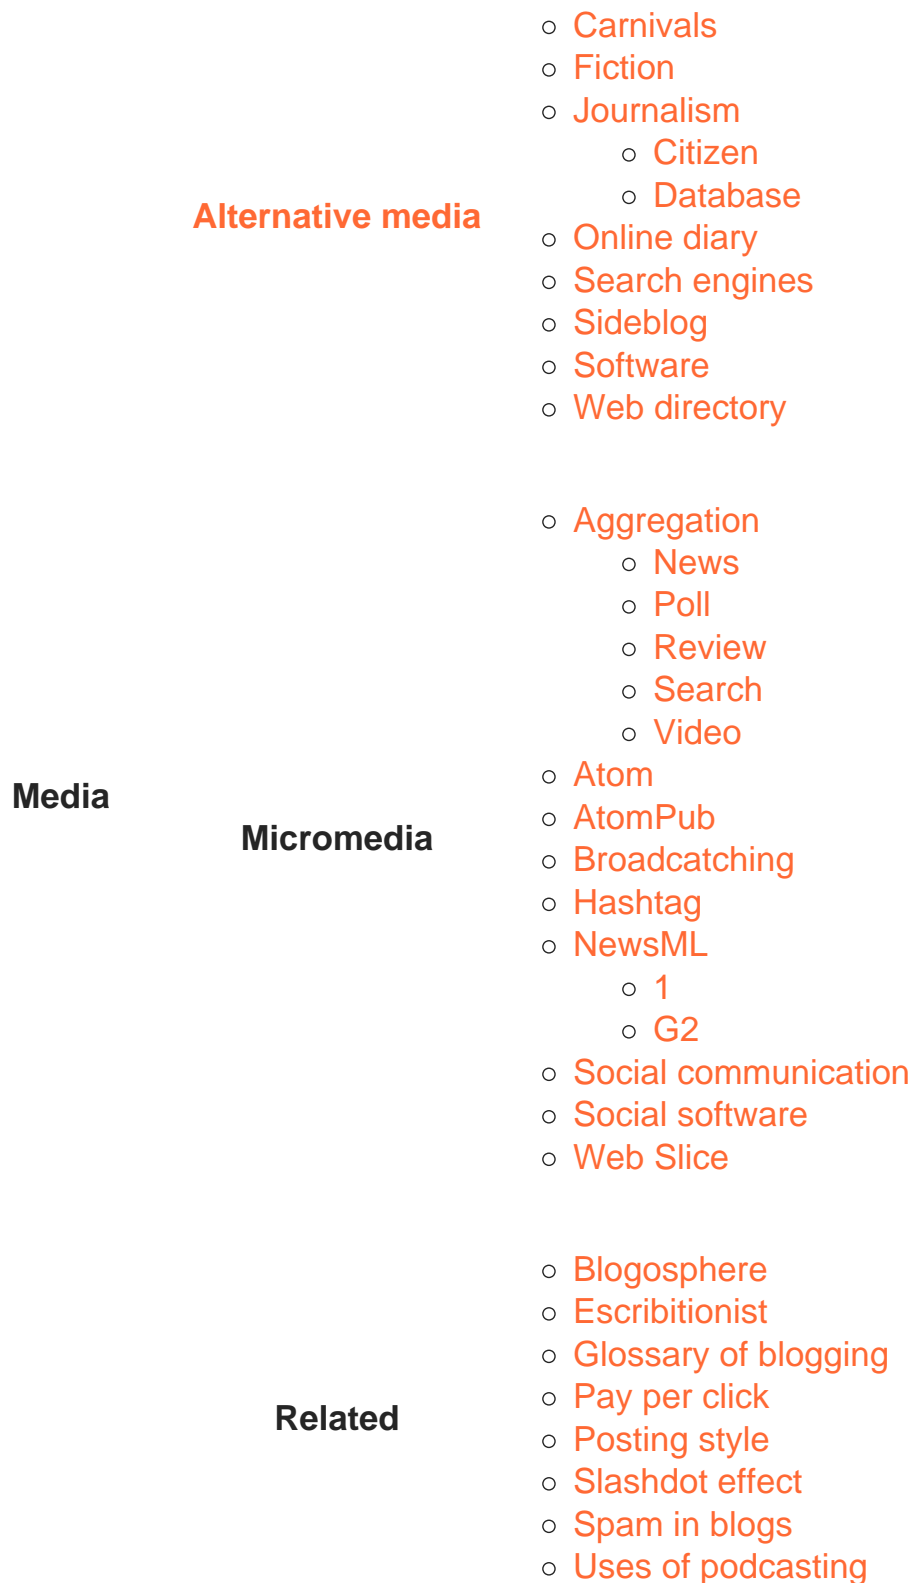 Media
Alternative media
Carnivals
Fiction
Journalism
Citizen
Database
Online diary
Search engines
Sideblog
Software
Web directory
Micromedia
Aggregation
News
Poll
Review
Search
Video
Atom
AtomPub
Broadcatching
Hashtag
NewsML
1
G2
Social communication
Social software
Web Slice
Related
Blogosphere
Escribitionist
Glossary of blogging
Pay per click
Posting style
Slashdot effect
Spam in blogs
Uses of podcasting